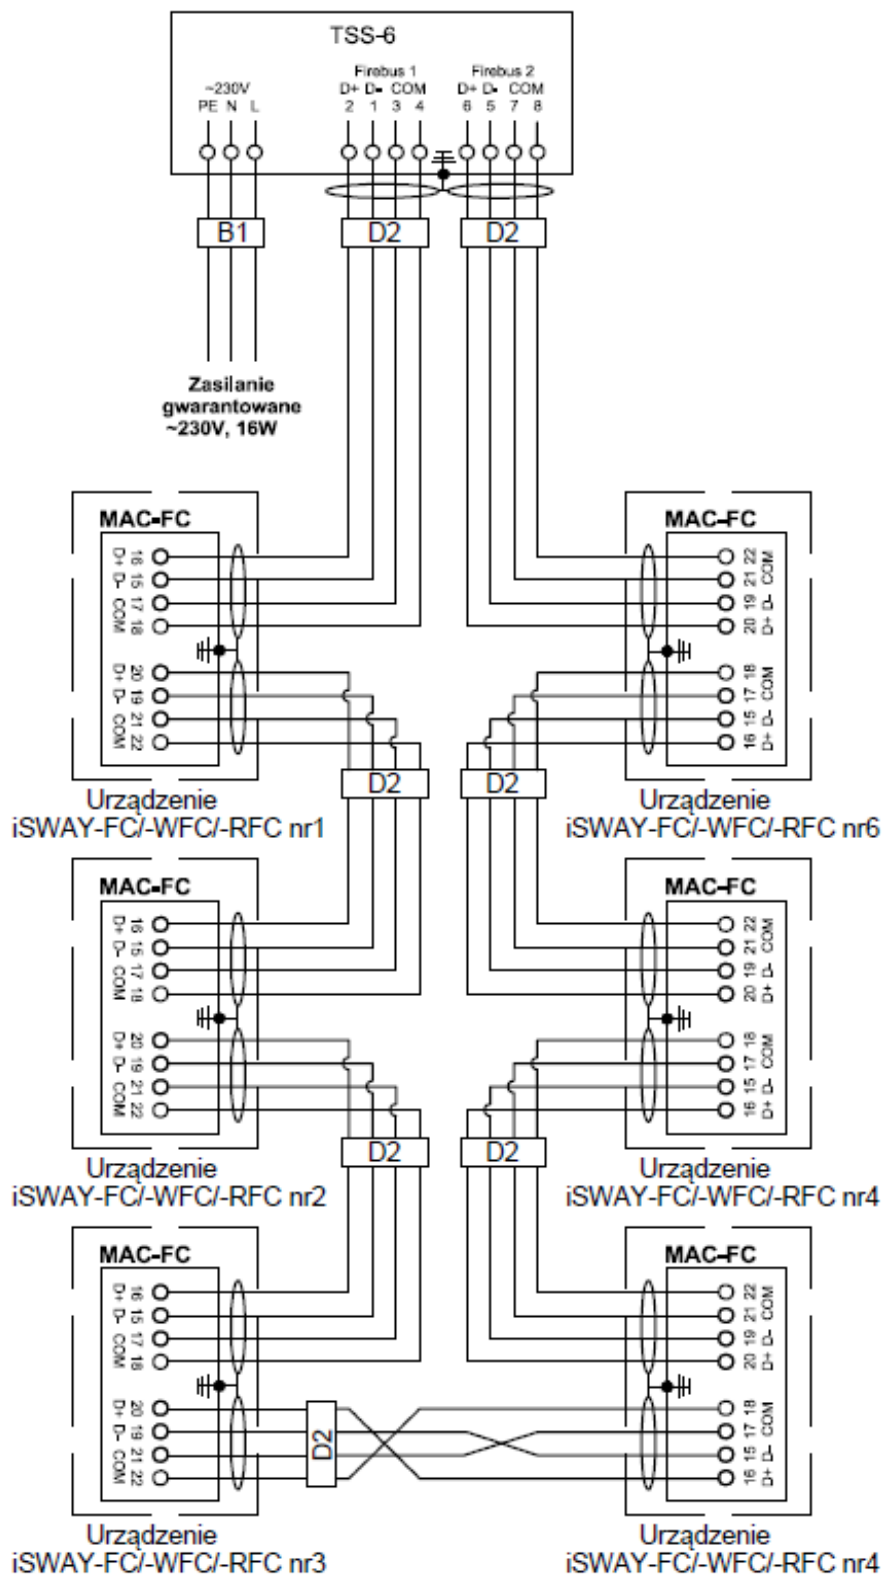 TSS-6
Firebus 1 Firebus 2
~230V D+ D- COM D+ D- COM
PE N L 2 1 3 4 6 5 7 8
B1 D2 D2
Zasilanie
gwarantowane
~230V, 16W
MAC-FC
D+ 16
D- 15
COM 17
18
D+ 20
D- 19
COM 21
22
Urządzenie
iSWAY-FC/-WFC/-RFC nr1
MAC-FC
22 COM
21
19 D-
20 D+
18 COM
17
15 D-
16 D+
Urządzenie
iSWAY-FC/-WFC/-RFC nr6
D2 D2
MAC-FC
D+ 16
D- 15
COM 17
18
D+ 20
D- 19
COM 21
22
Urządzenie
iSWAY-FC/-WFC/-RFC nr2
MAC-FC
22 COM
21
19 D-
20 D+
18 COM
17
15 D-
16 D+
Urządzenie
iSWAY-FC/-WFC/-RFC nr4
D2 D2
MAC-FC
D+ 16
D- 15
COM 17
18
D+ 20
D- 19
COM 21
22
Urządzenie
iSWAY-FC/-WFC/-RFC nr3
D2
MAC-FC
22 COM
21
19 D-
20 D+
18 COM
17
15 D-
16 D+
Urządzenie
iSWAY-FC/-WFC/-RFC nr4